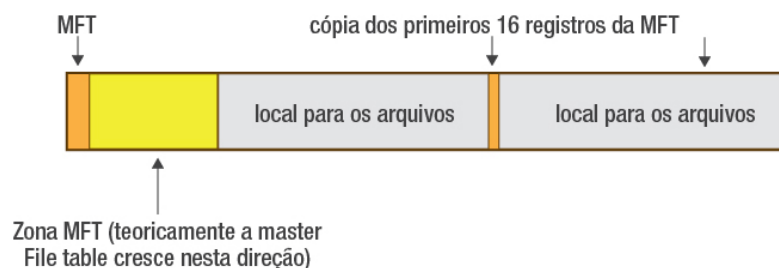 MFT
cópia dos primeiros 16 registros da MFT
local para os arquivos
local para os arquivos
Zona MFT (teoricamente a master
File table cresce nesta direção)